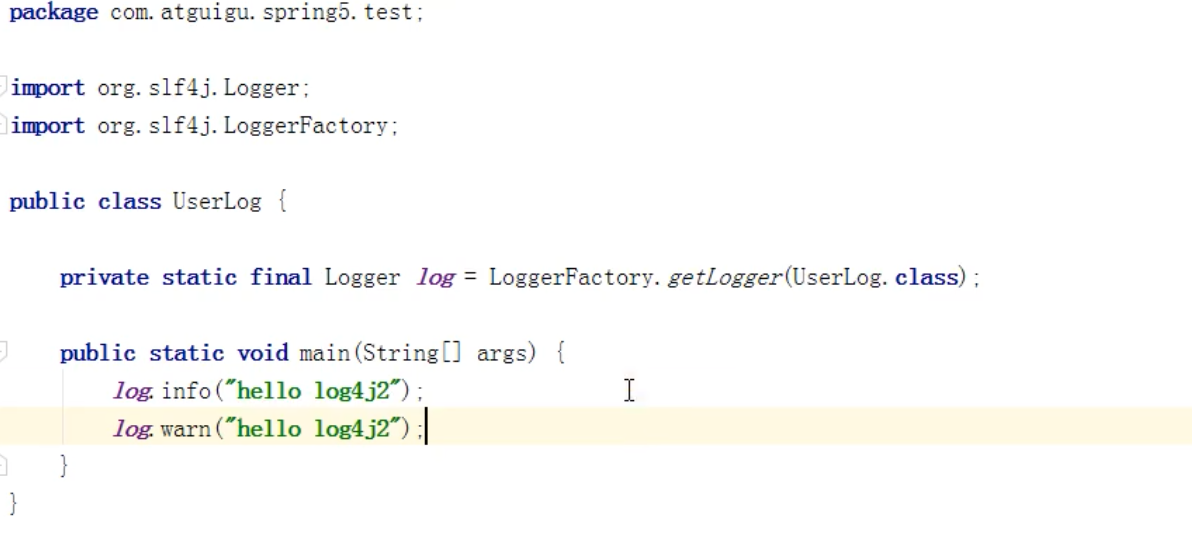 package com.atguigu.spring5.test;
import org.slf4j.Logger;
import org.slf4j.LoggerFactory;
public class UserLog {
private static final Logger log = LoggerFactory.getLogger(UserLog.class);
public static void main(String[] args) {
log.info("hello log4j2");
log.warn("hello log4j2");
}
}